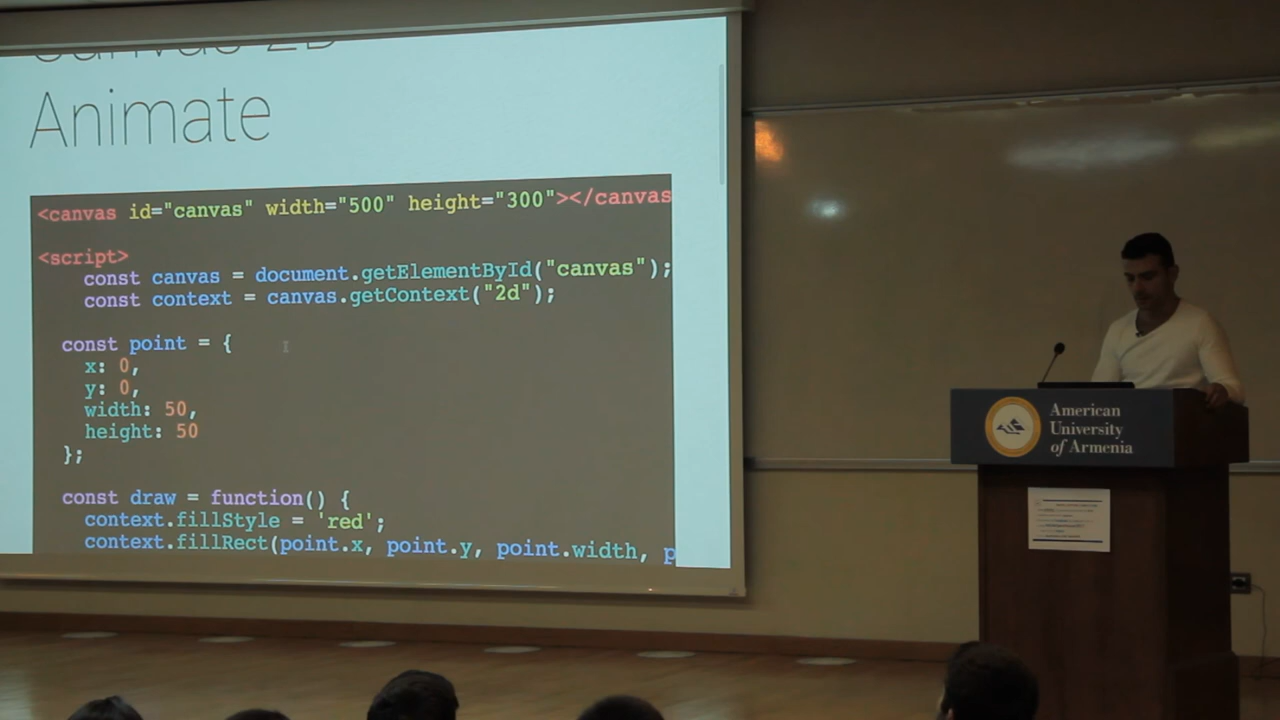 Canvas 2D
Animate
<canvas id="canvas" width="500" height="300"></canvas
<script>
const canvas = document.getElementById("canvas");
const context = canvas.getContext("2d");
const point = {
x: 0,
y: 0,
width: 50,
height: 50
};
const draw = function() {
context.fillStyle = 'red';
context.fillRect(point.x, point.y, point.width, p
American
University
of Armenia